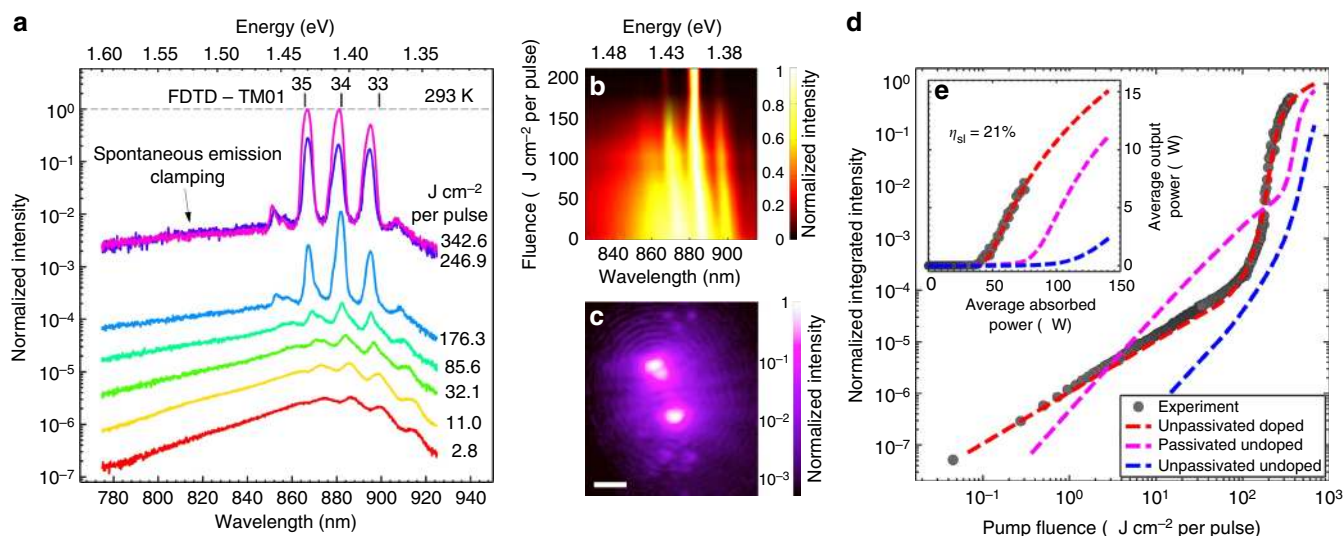 a
Energy (eV)
1.60 1.55 1.50 1.45 1.40 1.35
35 34 33
FDTD – TM01
293 K
Spontaneous emission
clamping
J cm⁻²
per pulse
342.6
246.9
176.3
85.6
32.1
11.0
2.8
10⁰
10⁻¹
10⁻²
10⁻³
10⁻⁴
10⁻⁵
10⁻⁶
10⁻⁷
Normalized intensity
780 800 820 840 860 880 900 920 940
Wavelength (nm)
Energy (eV)
1.48 1.43 1.38
b
Fluence ( J cm⁻² per pulse)
200
150
100
50
0
840 860 880 900
Wavelength (nm)
1
0.8
0.6
0.4
0.2
0
Normalized intensity
c
1
10⁻¹
10⁻²
10⁻³
Normalized intensity
d
Normalized integrated intensity
10⁰
10⁻¹
10⁻²
10⁻³
10⁻⁴
10⁻⁵
10⁻⁶
10⁻⁷
10⁻¹ 10⁰ 10¹ 10² 10³
Pump fluence ( J cm⁻² per pulse)
e
ηsl = 21%
15
10
5
0
Average output
power ( W)
0 50 100 150
Average absorbed
power ( W)
Experiment
Unpassivated doped
Passivated undoped
Unpassivated undoped